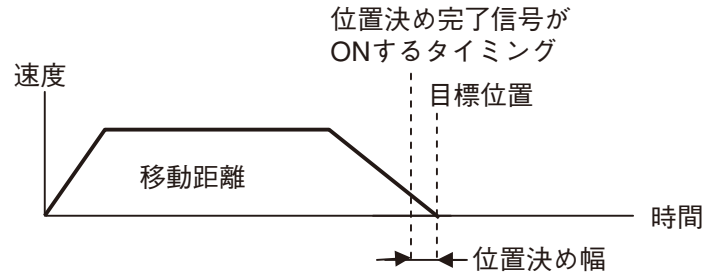 位置決め完了信号が
ONするタイミング
速度
目標位置
移動距離
時間
位置決め幅